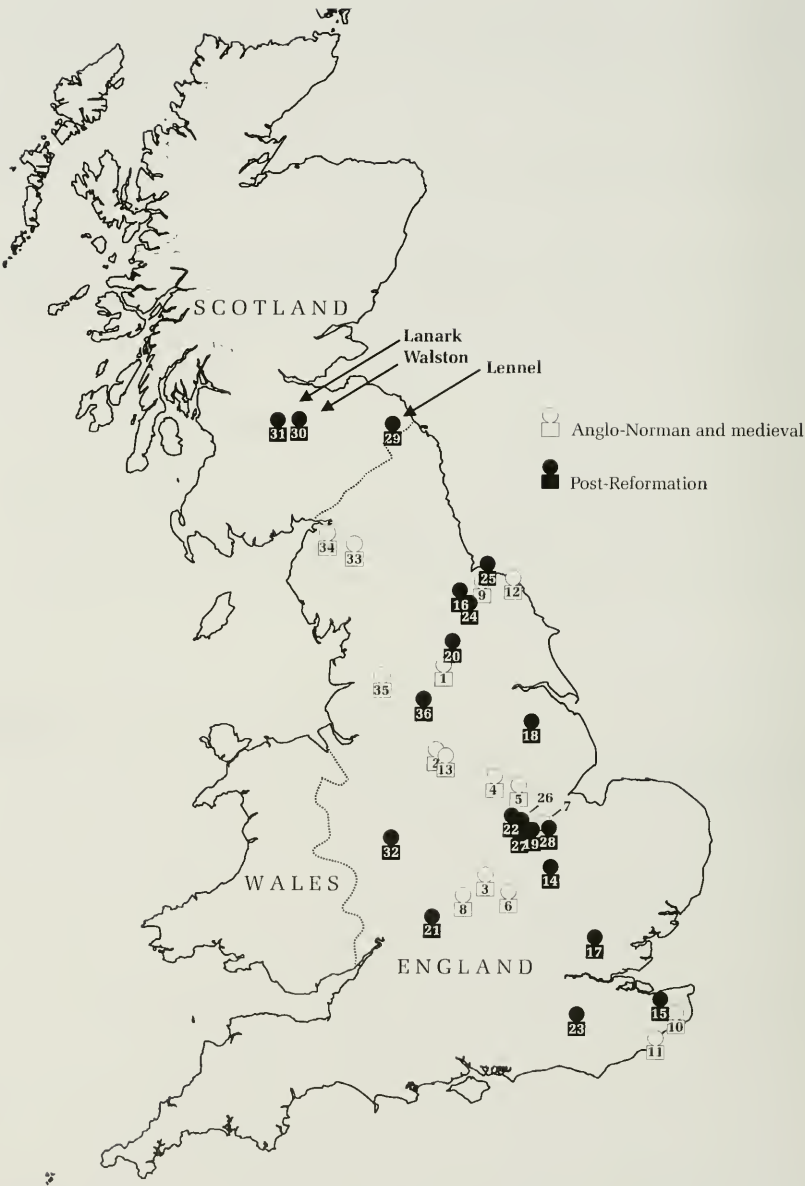 SCOTLAND
Lanark
Walston
Lennel
31 30
29
Anglo-Norman and medieval
Post-Reformation
34 33
25
9 12
16
24
20
1
35
36
18
2 13
4
5
26 7
22
27 19 28
32
14
WALES
3
8 6
21
17
ENGLAND
15
23 10
11